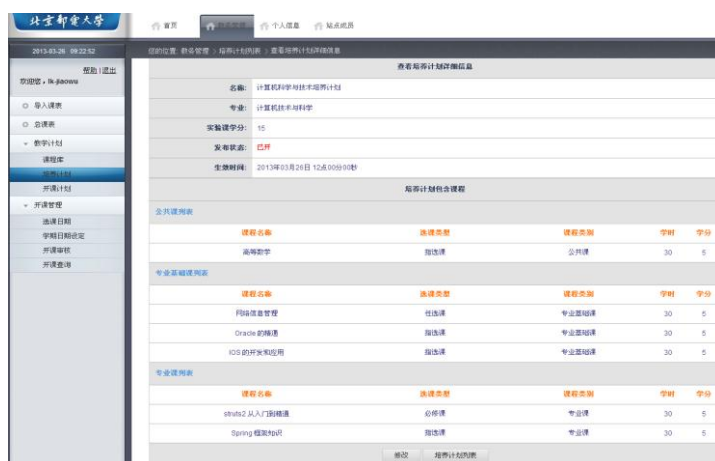 北京邮电大学
首页 教务管理 个人信息 站点成员
2013-03-26 09:22:52
您的位置: 教务管理 > 培养计划列表 > 查看培养计划详细信息
帮助 | 退出
欢迎您, lk-jiaowu
导入课表
总课表
教学计划
课程库
培养计划
开课计划
开课管理
选课日期
学期日期设定
开课审核
开课查询
查看培养计划详细信息
名称: 计算机科学与技术培养计划
专业: 计算机技术与科学
实验课学分: 15
发布状态: 已开
生效时间: 2013年03月26日 12点00分00秒
培养计划包含课程
公共课列表
课程名称 选课类型 课程类别 学时 学分
高等数学 指选课 公共课 30 5
专业基础课列表
课程名称 选课类型 课程类别 学时 学分
网络信息管理 任选课 专业基础课 30 5
Oracle 的精通 指选课 专业基础课 30 5
IOS 的开发和应用 指选课 专业基础课 30 5
专业课列表
课程名称 选课类型 课程类别 学时 学分
struts2 从入门到精通 必修课 专业课 30 5
Spring 框架知识 指选课 专业课 30 5
修改 培养计划列表